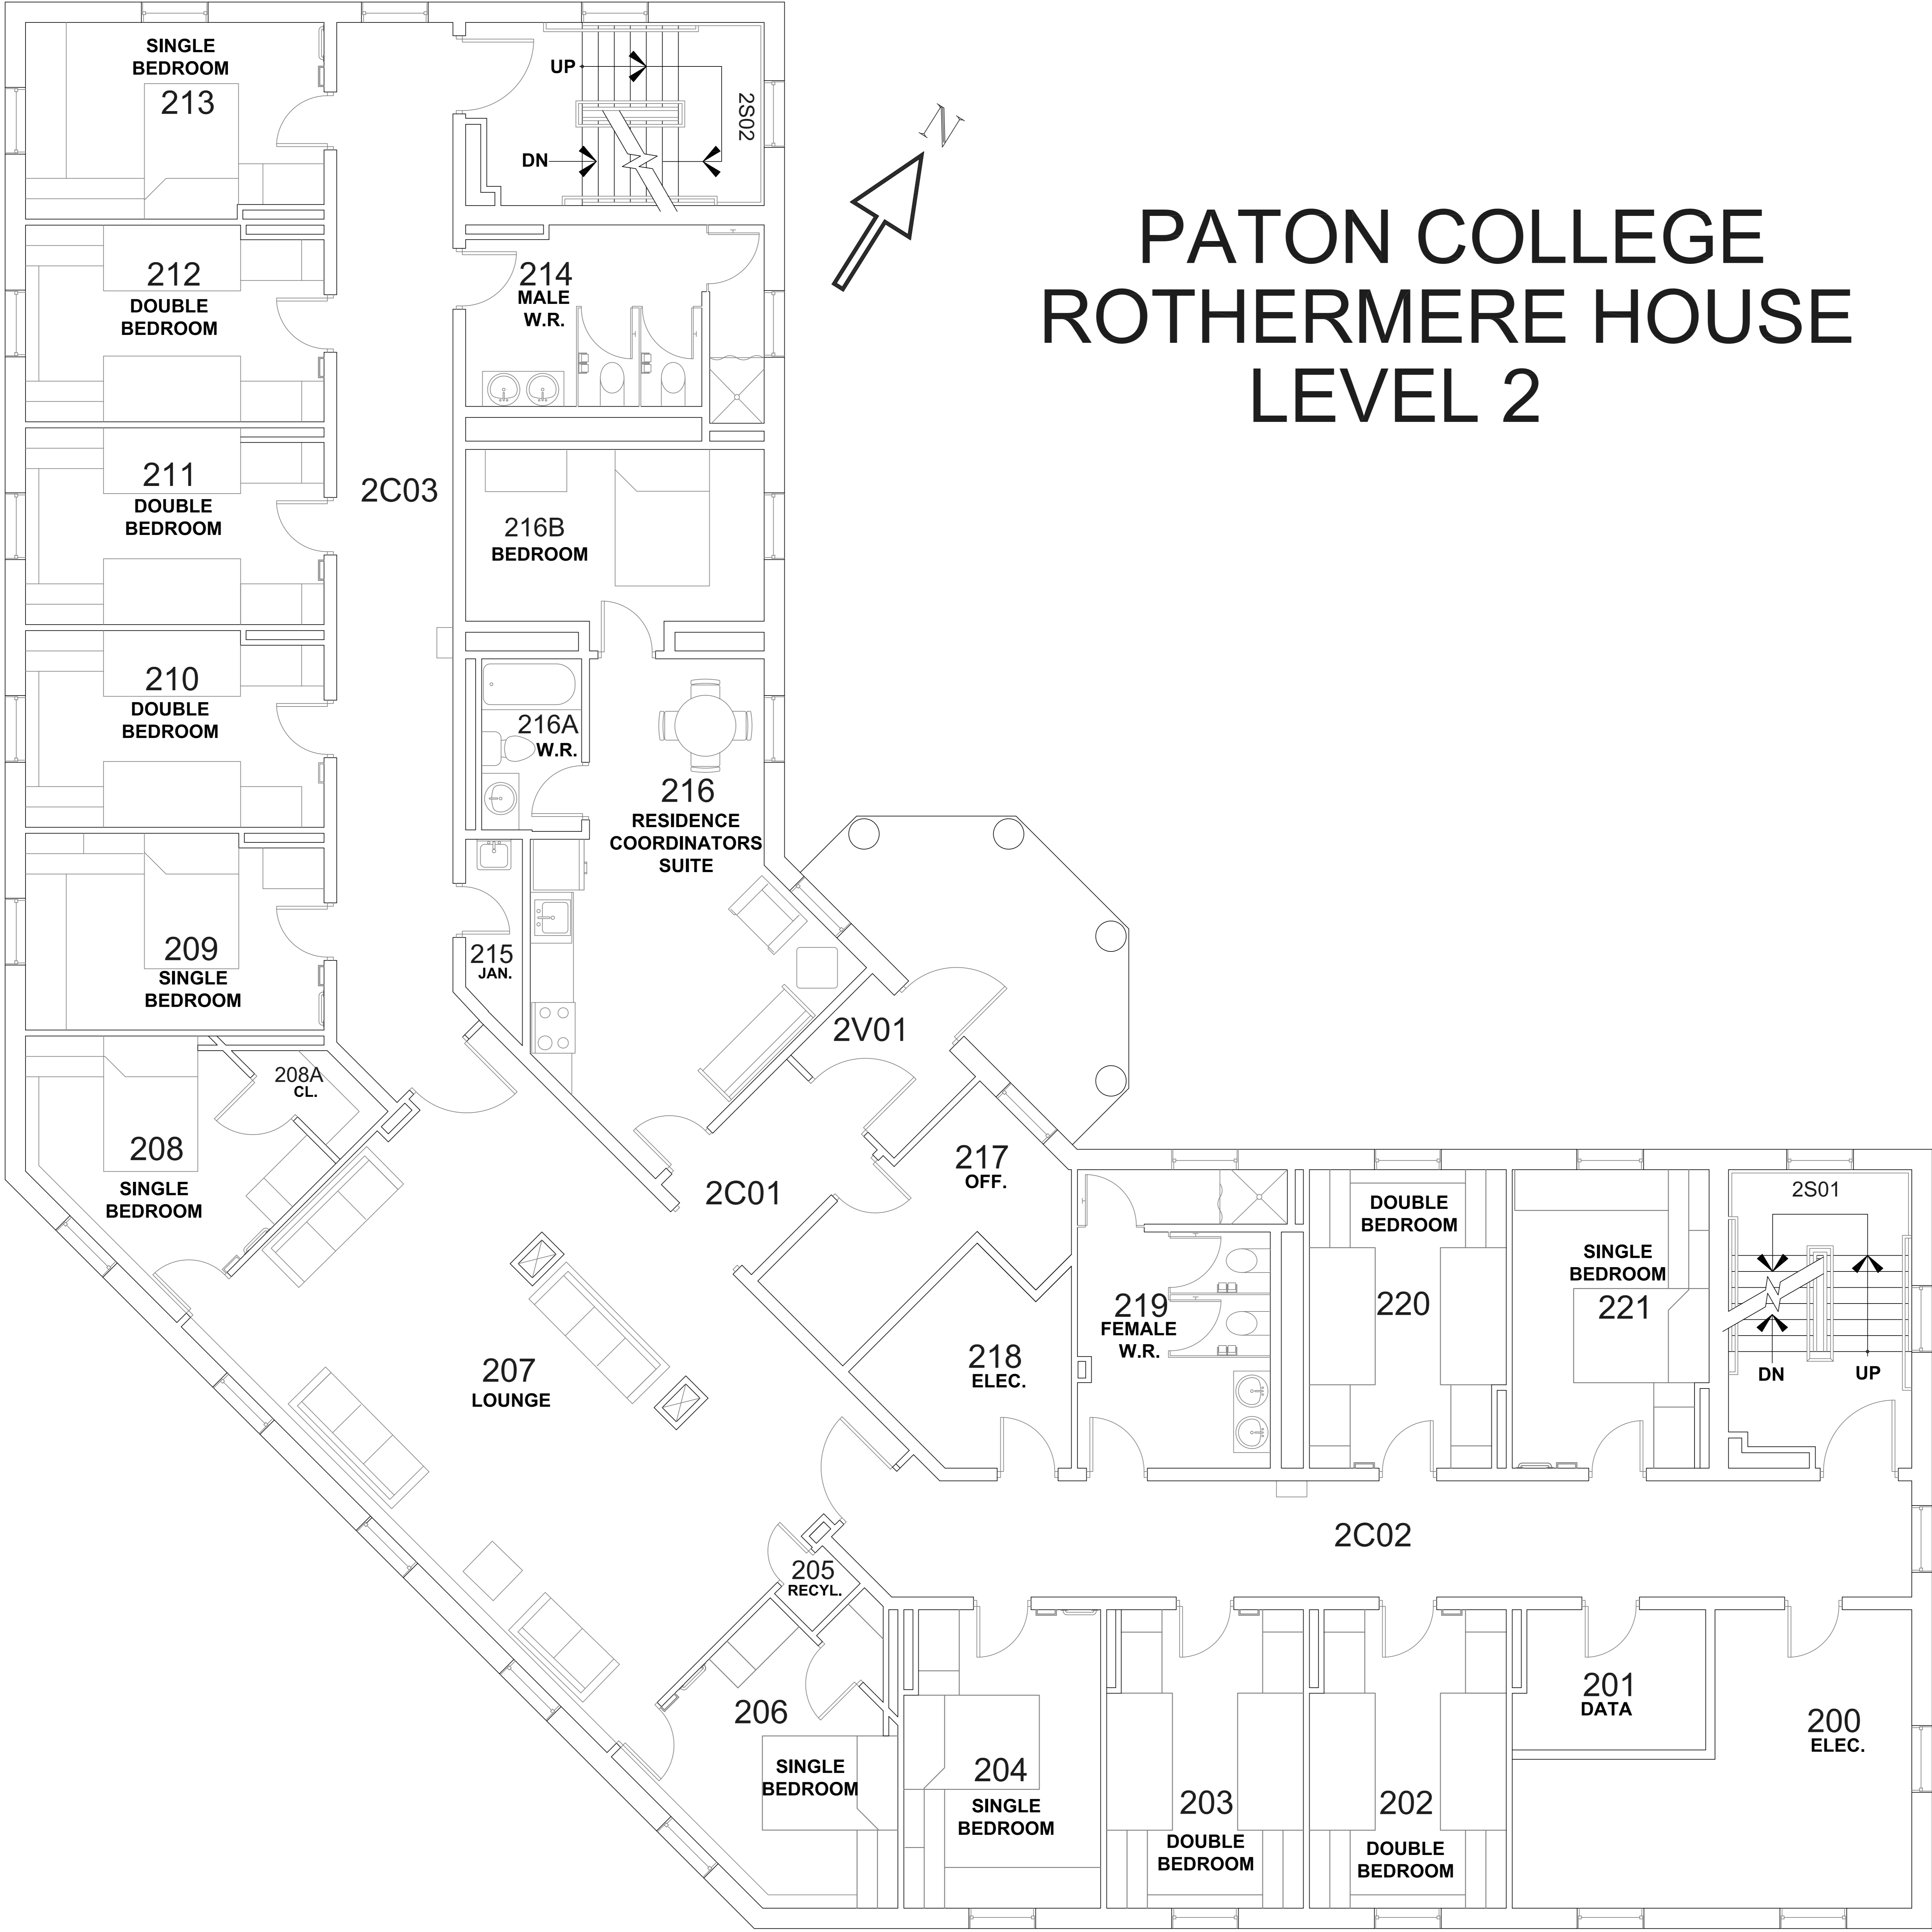 PATON COLLEGE
ROTHERMERE HOUSE
LEVEL 2
N
SINGLE
BEDROOM
213
UP
DN
2S02
212
DOUBLE
BEDROOM
214
MALE
W.R.
211
DOUBLE
BEDROOM
2C03
216B
BEDROOM
210
DOUBLE
BEDROOM
216A
W.R.
216
RESIDENCE
COORDINATORS
SUITE
209
SINGLE
BEDROOM
215
JAN.
2V01
208A
CL.
208
SINGLE
BEDROOM
2C01
217
OFF.
207
LOUNGE
218
ELEC.
219
FEMALE
W.R.
DOUBLE
BEDROOM
220
SINGLE
BEDROOM
221
2S01
DN
UP
2C02
205
RECYL.
206
SINGLE
BEDROOM
204
SINGLE
BEDROOM
203
DOUBLE
BEDROOM
202
DOUBLE
BEDROOM
201
DATA
200
ELEC.